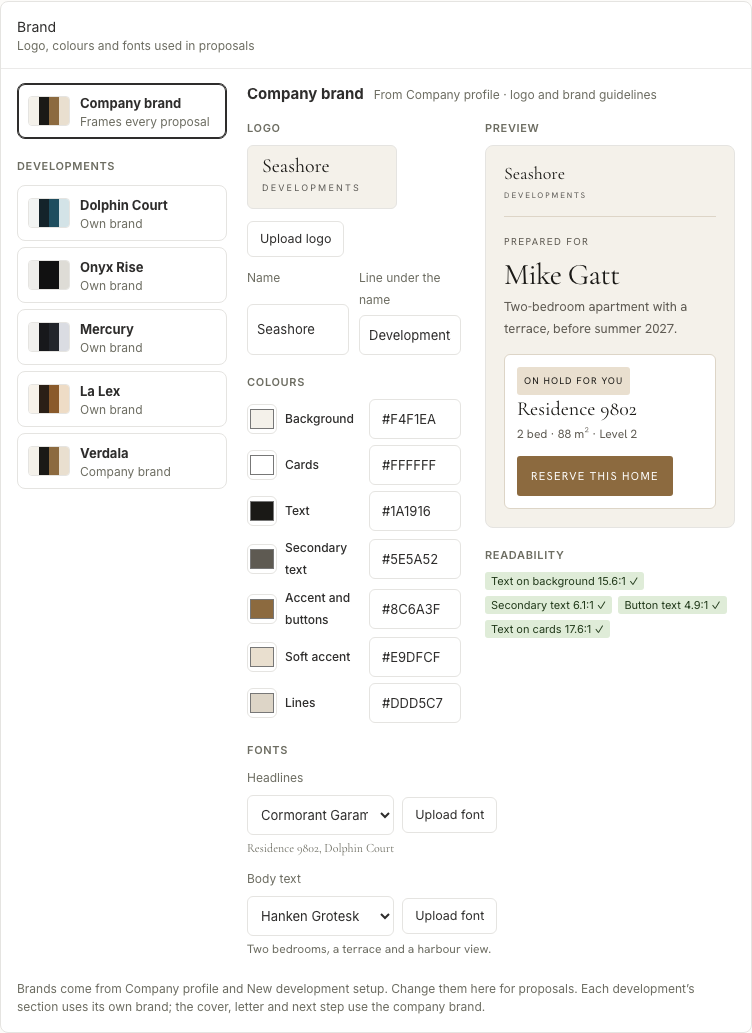 Brand
Logo, colours and fonts used in proposals
Company brand
Frames every proposal
DEVELOPMENTS
Dolphin Court
Own brand
Onyx Rise
Own brand
Mercury
Own brand
La Lex
Own brand
Verdala
Company brand
Company brand From Company profile · logo and brand guidelines
LOGO
Seashore
DEVELOPMENTS
Upload logo
Name
Line under the
name
Seashore
Development
COLOURS
Background #F4F1EA
Cards #FFFFFF
Text #1A1916
Secondary
text
#5E5A52
Accent and
buttons
#8C6A3F
Soft accent #E9DFCF
Lines #DDD5C7
FONTS
Headlines
Cormorant Garam Upload font
Residence 9802, Dolphin Court
Body text
Hanken Grotesk Upload font
Two bedrooms, a terrace and a harbour view.
PREVIEW
Seashore
DEVELOPMENTS
PREPARED FOR
Mike Gatt
Two-bedroom apartment with a
terrace, before summer 2027.
ON HOLD FOR YOU
Residence 9802
2 bed · 88 m² · Level 2
RESERVE THIS HOME
READABILITY
Text on background 15.6:1 ✓
Secondary text 6.1:1 ✓ Button text 4.9:1 ✓
Text on cards 17.6:1 ✓
Brands come from Company profile and New development setup. Change them here for proposals. Each development’s
section uses its own brand; the cover, letter and next step use the company brand.